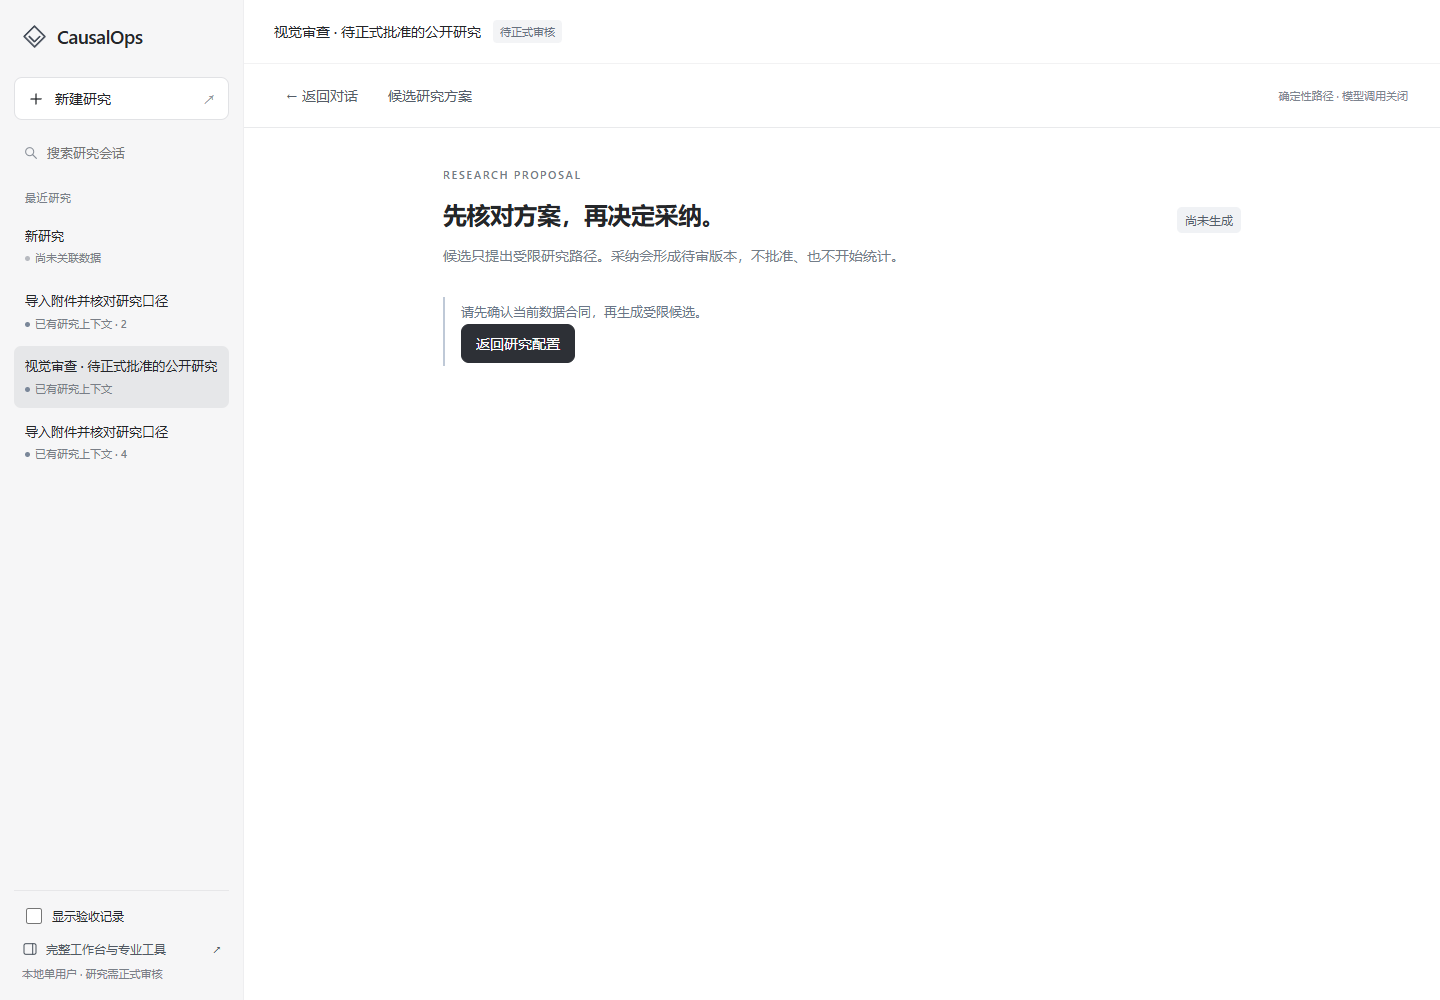 CausalOps
新建研究
搜索研究会话
最近研究
新研究
尚未关联数据
导入附件并核对研究口径
已有研究上下文 · 2
视觉审查 · 待正式批准的公开研究
已有研究上下文
导入附件并核对研究口径
已有研究上下文 · 4
显示验收记录
完整工作台与专业工具
本地单用户 · 研究需正式审核
视觉审查 · 待正式批准的公开研究 待正式审核
← 返回对话 候选研究方案 确定性路径 · 模型调用关闭
RESEARCH PROPOSAL
先核对方案，再决定采纳。
尚未生成
候选只提出受限研究路径。采纳会形成待审版本，不批准、也不开始统计。
请先确认当前数据合同，再生成受限候选。
返回研究配置